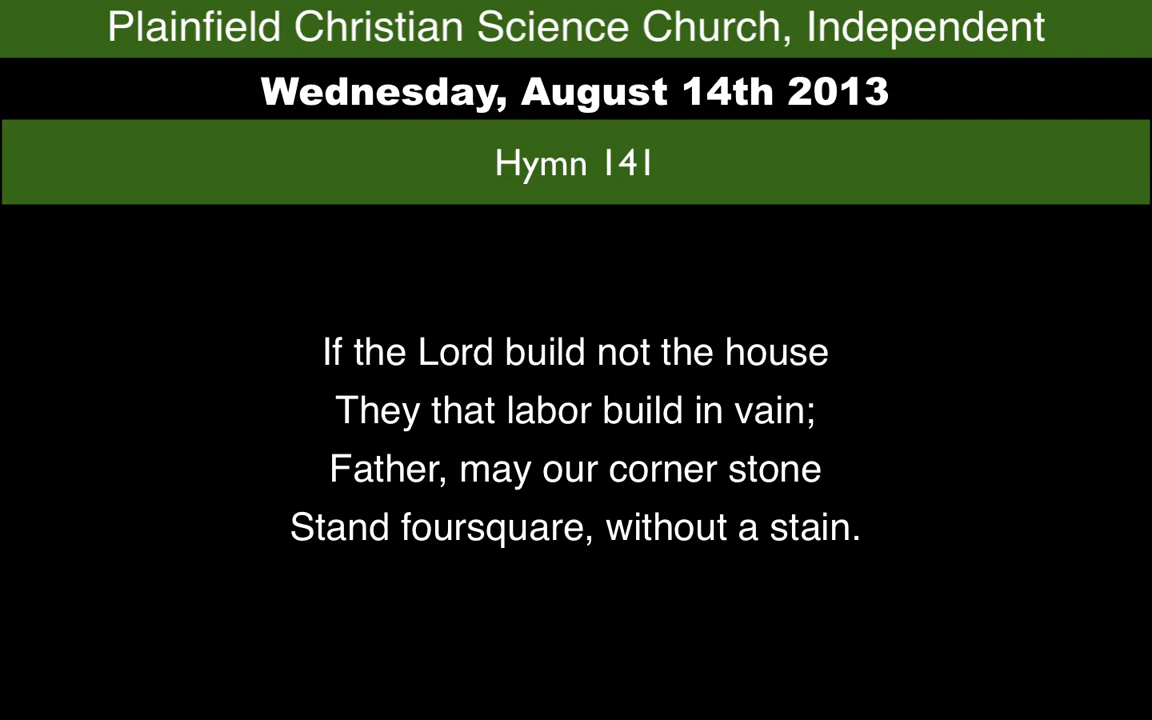 Plainfield Christian Science Church, Independent
Wednesday, August 14th 2013
Hymn 141
If the Lord build not the house
They that labor build in vain;
Father, may our corner stone
Stand foursquare, without a stain.